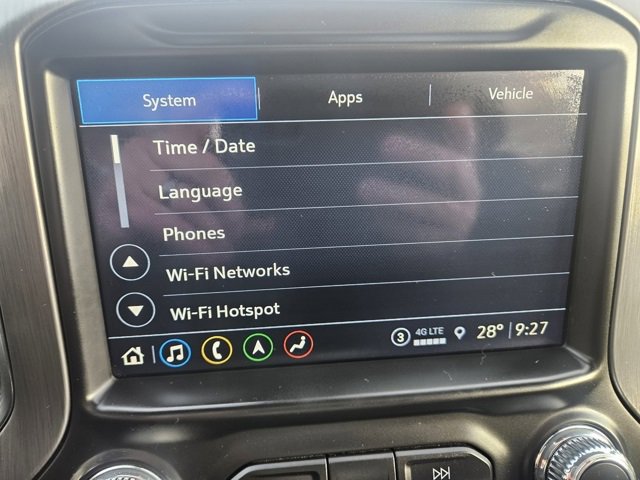 System Apps Vehicle
Time / Date
Language
Phones
Wi-Fi Networks
Wi-Fi Hotspot
3 4G LTE 28° 9:27